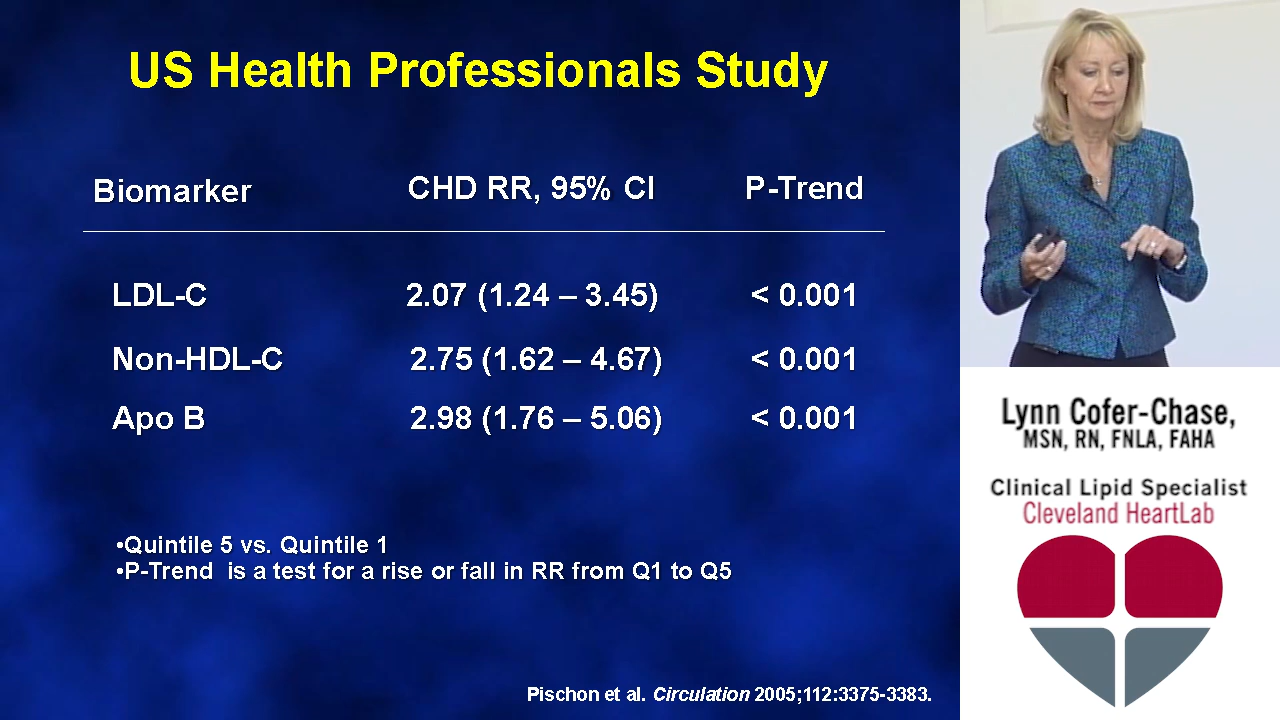 US Health Professionals Study
Biomarker CHD RR, 95% CI P-Trend
LDL-C 2.07 (1.24 – 3.45) < 0.001
Non-HDL-C 2.75 (1.62 – 4.67) < 0.001
Apo B 2.98 (1.76 – 5.06) < 0.001
•Quintile 5 vs. Quintile 1
•P-Trend is a test for a rise or fall in RR from Q1 to Q5
Pischon et al. Circulation 2005;112:3375-3383.
Lynn Cofer-Chase,
MSN, RN, FNLA, FAHA
Clinical Lipid Specialist
Cleveland HeartLab